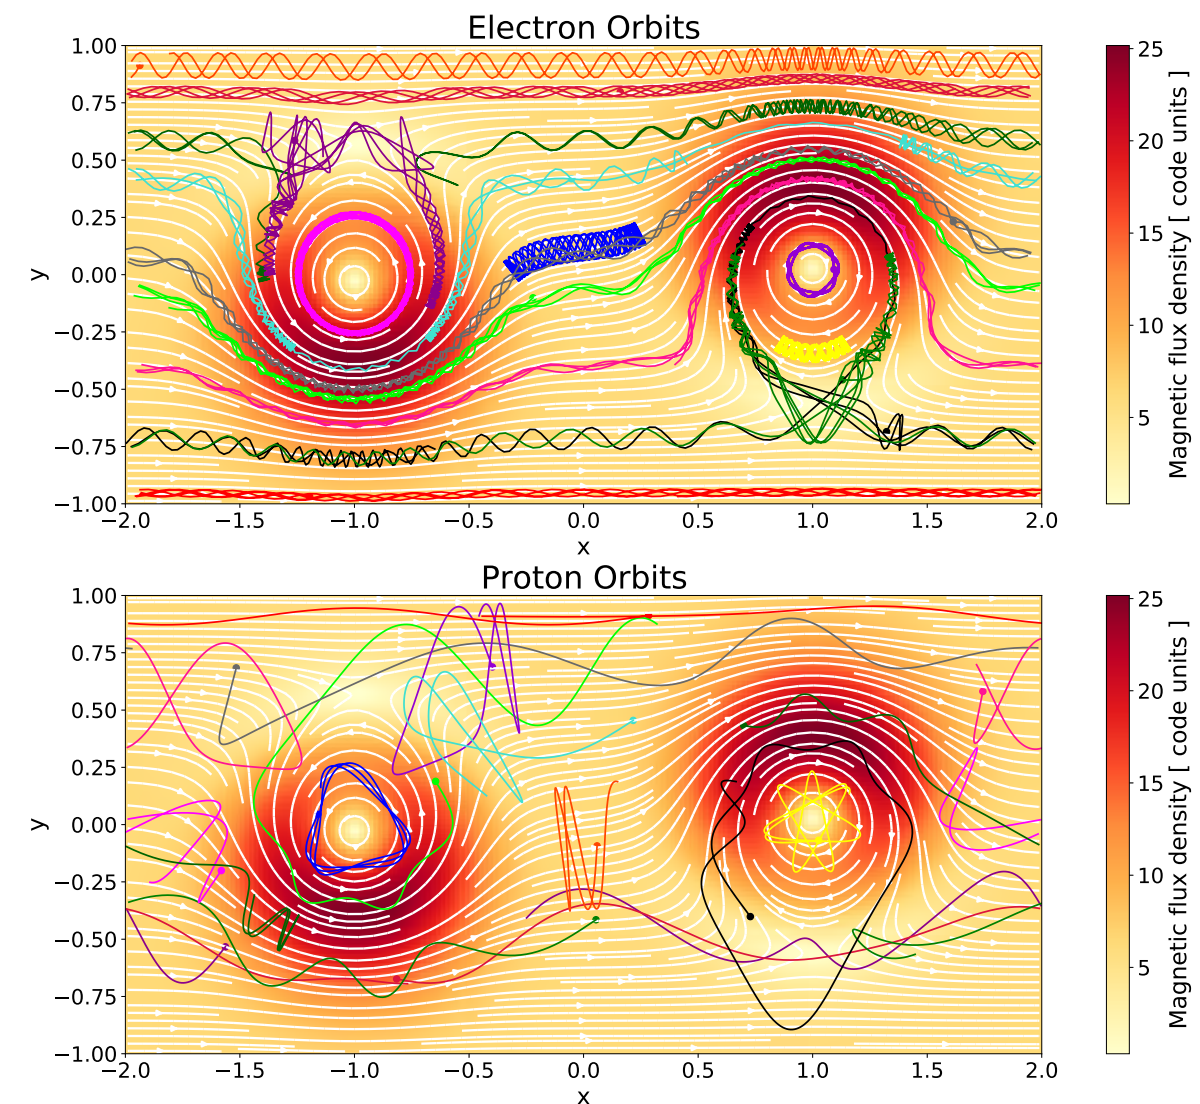 Electron Orbits
1.00
0.75
0.50
0.25
0.00
−0.25
−0.50
−0.75
−1.00
y
−2.0 −1.5 −1.0 −0.5 0.0 0.5 1.0 1.5 2.0
x
25
20
15
10
5
Magnetic flux density [ code units ]
Proton Orbits
1.00
0.75
0.50
0.25
0.00
−0.25
−0.50
−0.75
−1.00
y
−2.0 −1.5 −1.0 −0.5 0.0 0.5 1.0 1.5 2.0
x
25
20
15
10
5
Magnetic flux density [ code units ]